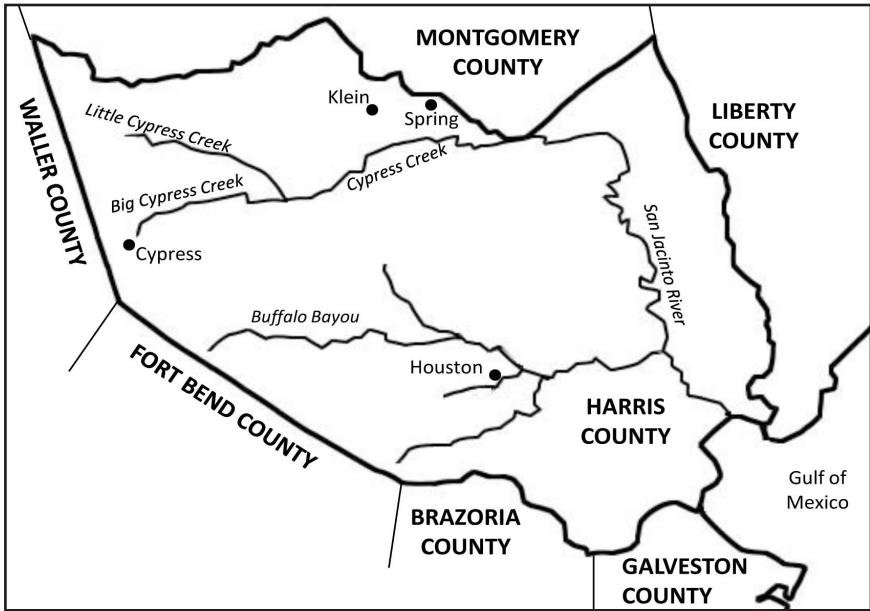 MONTGOMERY
COUNTY
Klein
Spring
LIBERTY
COUNTY
Little Cypress Creek
WALLER COUNTY
Cypress Creek
Big Cypress Creek
San Jacinto River
Cypress
Buffalo Bayou
FORT BEND COUNTY
Houston
HARRIS
COUNTY
Gulf of
Mexico
BRAZORIA
COUNTY
GALVESTON
COUNTY